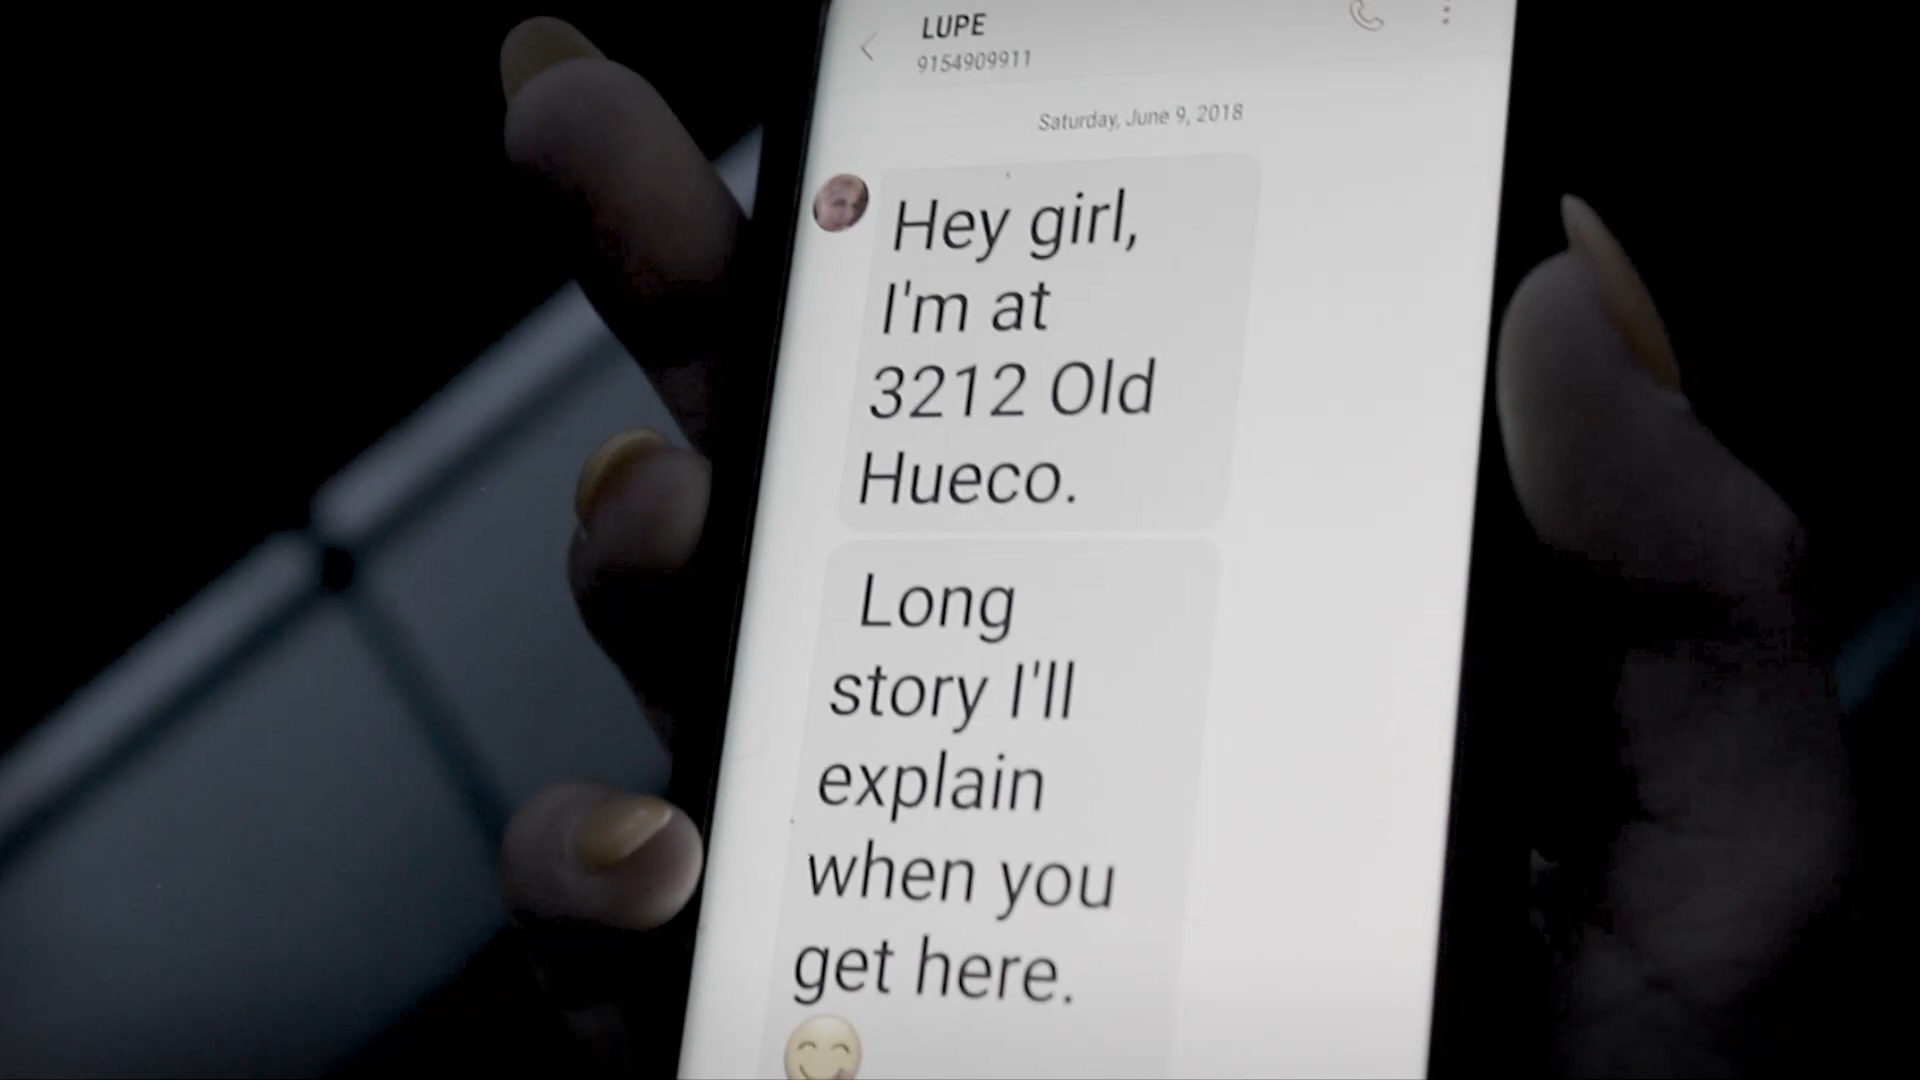 LUPE
9154909911
Saturday, June 9, 2018
Hey girl,
I'm at
3212 Old
Hueco.
Long
story I'll
explain
when you
get here.